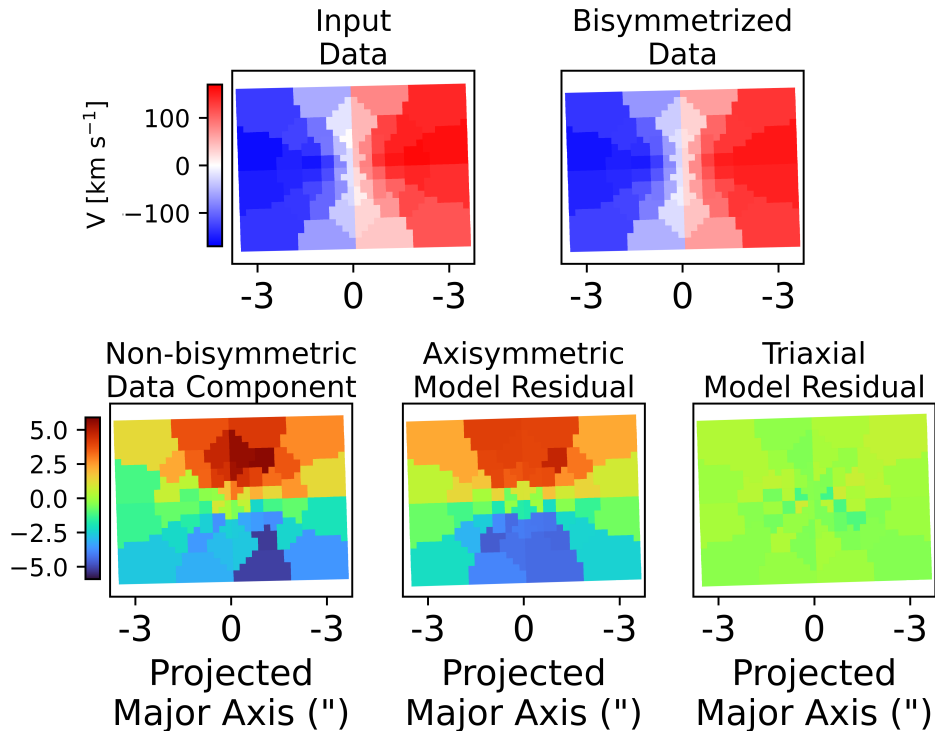 Input
Data
Bisymmetrized
Data
V [km s⁻¹]
100
0
−100
-3 0 -3
-3 0 -3
Non-bisymmetric
Data Component
Axisymmetric
Model Residual
Triaxial
Model Residual
5.0
2.5
0.0
−2.5
−5.0
-3 0 -3
-3 0 -3
-3 0 -3
Projected
Major Axis (")
Projected
Major Axis (")
Projected
Major Axis (")